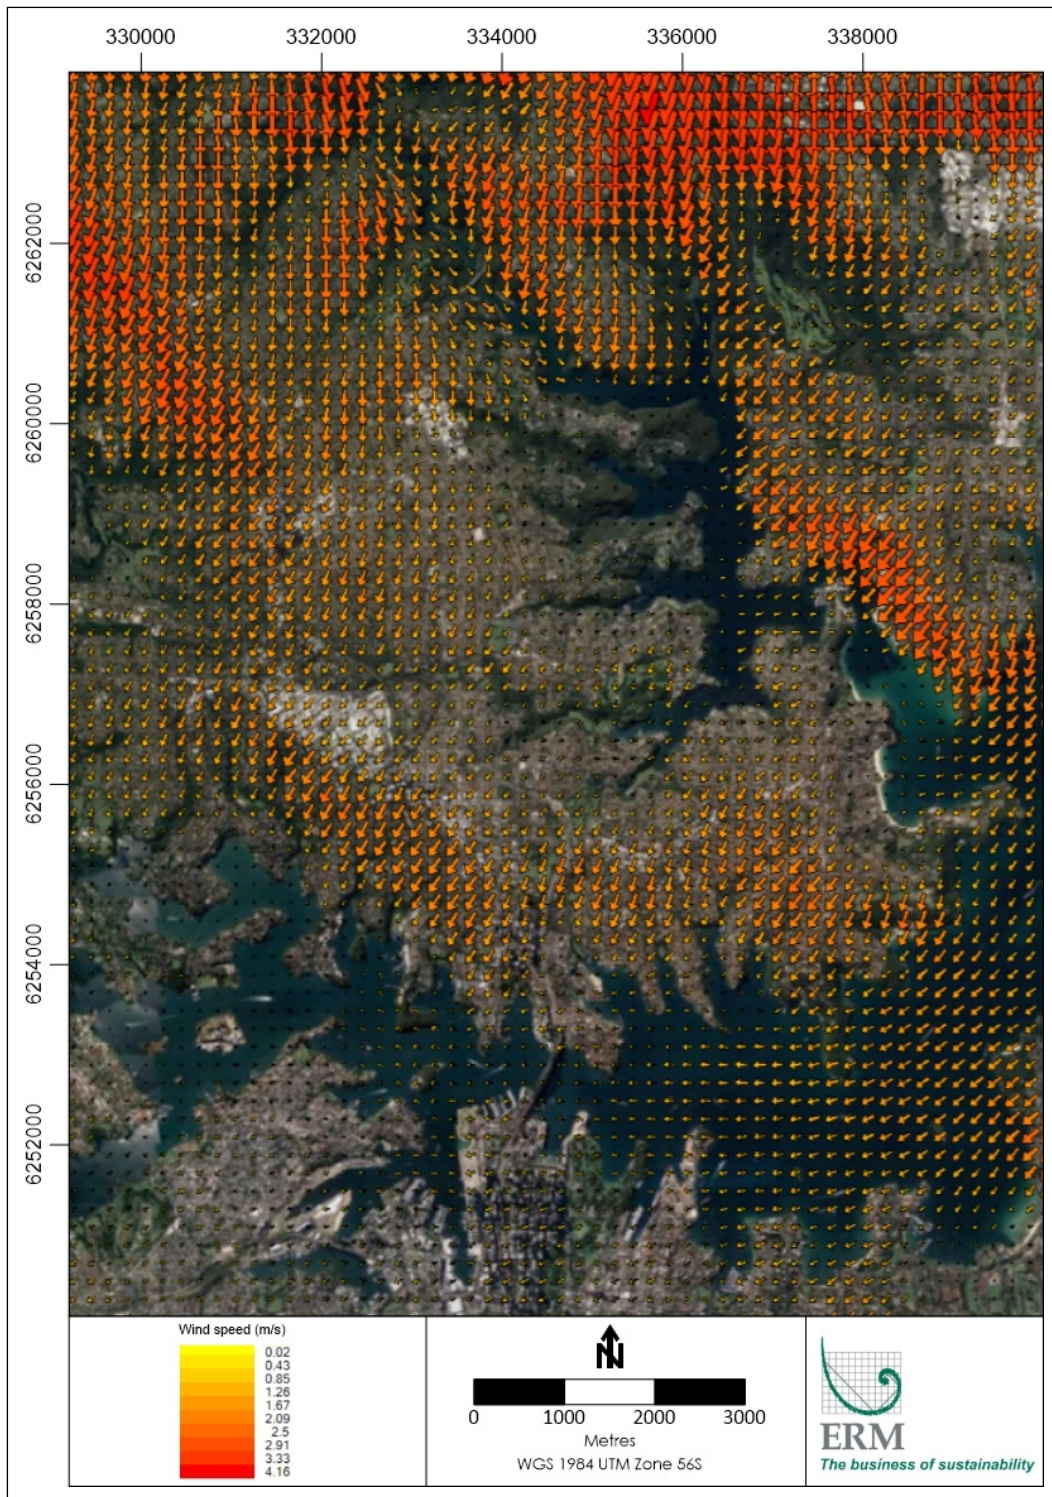 330000 332000 334000 336000 338000
6262000
6260000
6258000
6256000
6254000
6252000
Wind speed (m/s)
0.02
0.43
0.85
1.26
1.67
2.09
2.5
2.91
3.33
4.16
N
0 1000 2000 3000
Metres
WGS 1984 UTM Zone 56S
ERM
The business of sustainability